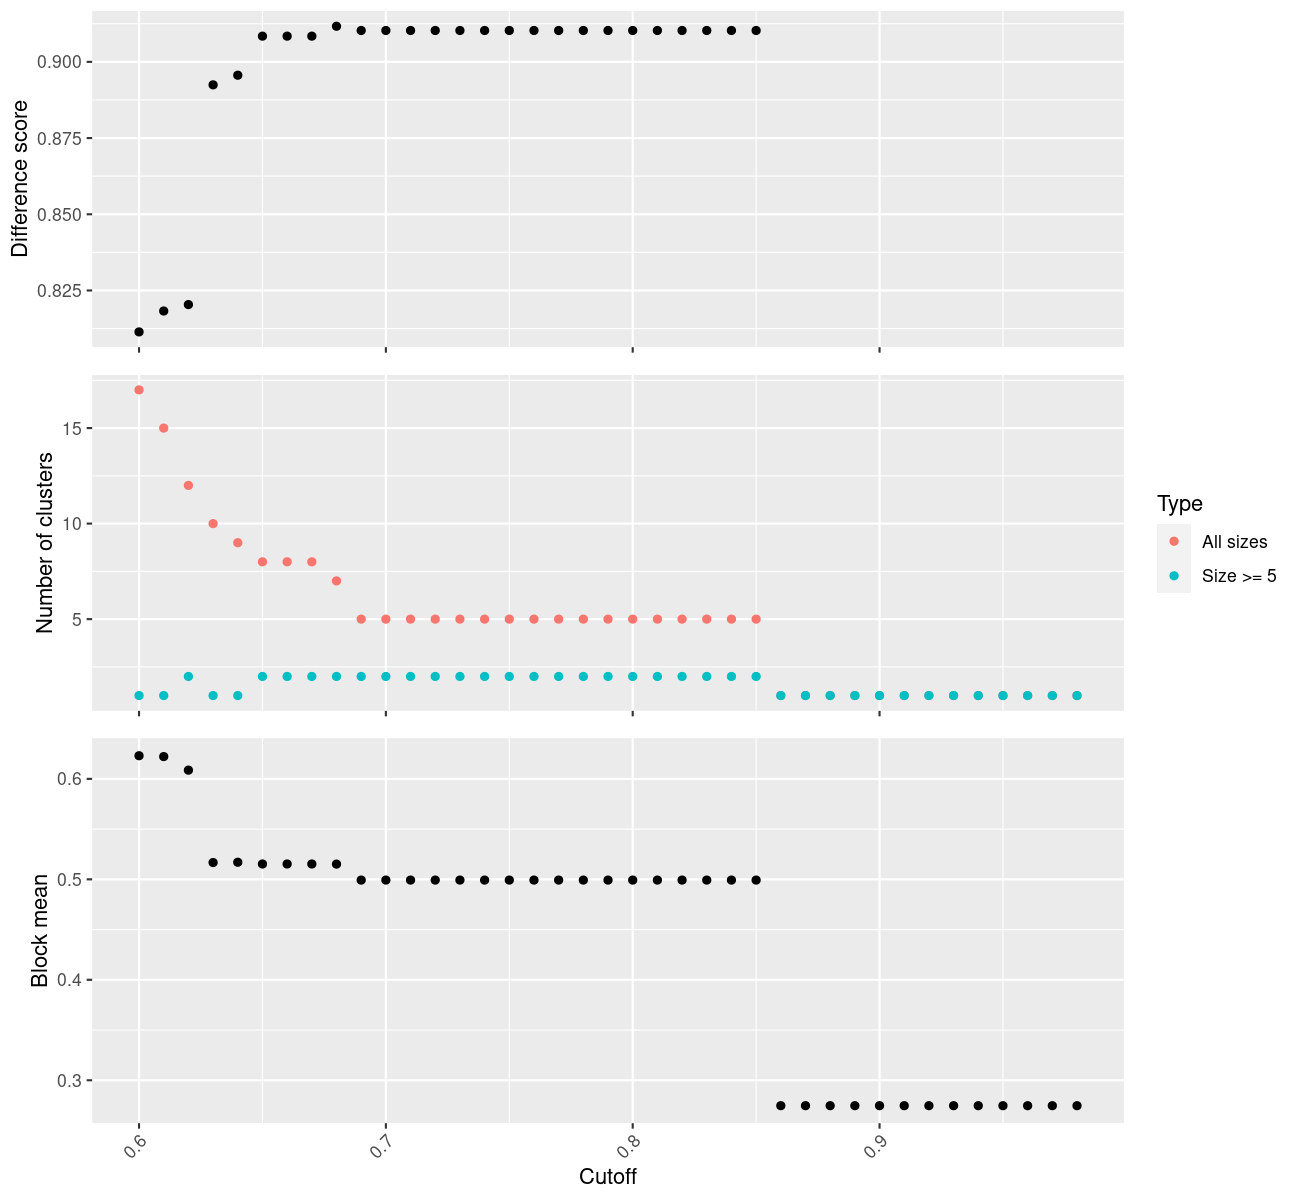 Difference score
0.900
0.875
0.850
0.825
Number of clusters
15
10
5
Type
All sizes
Size >= 5
Block mean
0.6
0.5
0.4
0.3
0.6
0.7
0.8
0.9
Cutoff